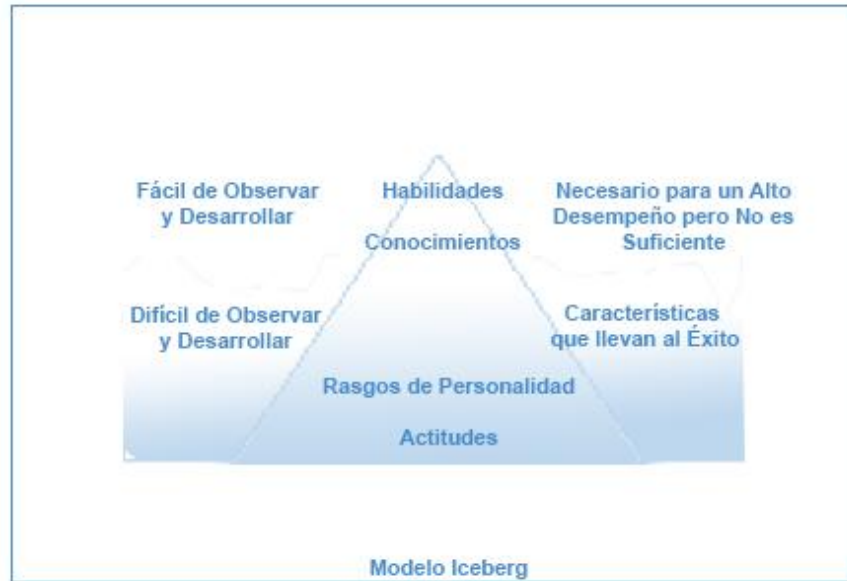 Fácil de Observar
y Desarrollar
Habilidades
Conocimientos
Necesario para un Alto
Desempeño pero No es
Suficiente
Difícil de Observar
y Desarrollar
Características
que llevan al Éxito
Rasgos de Personalidad
Actitudes
Modelo Iceberg